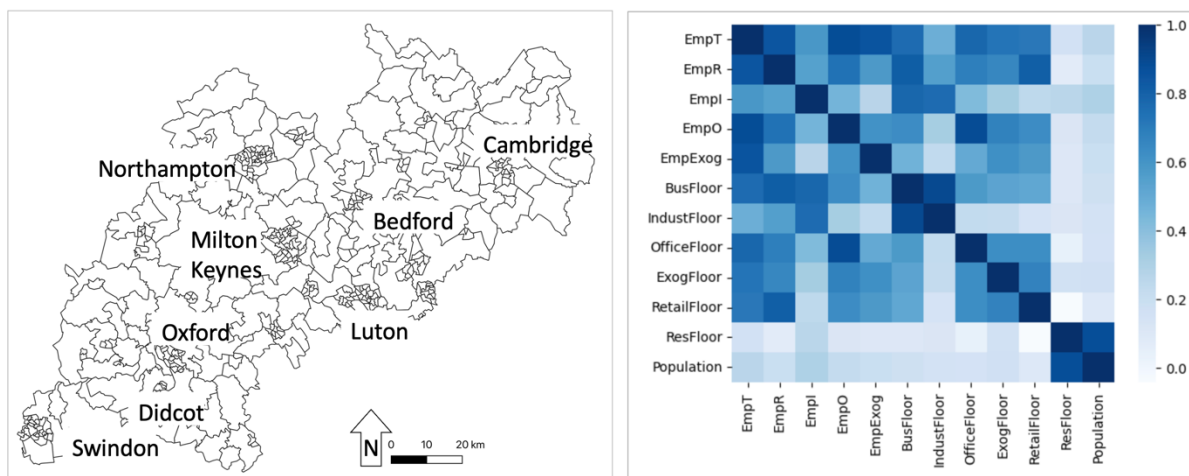 Northampton
Cambridge
Bedford
Milton
Keynes
Oxford
Luton
Didcot
Swindon
N
0 10 20 km
EmpT
EmpR
EmpI
EmpO
EmpExog
BusFloor
IndustFloor
OfficeFloor
ExogFloor
RetailFloor
ResFloor
Population
EmpT
EmpR
EmpI
EmpO
EmpExog
BusFloor
IndustFloor
OfficeFloor
ExogFloor
RetailFloor
ResFloor
Population
1.0
0.8
0.6
0.4
0.2
0.0